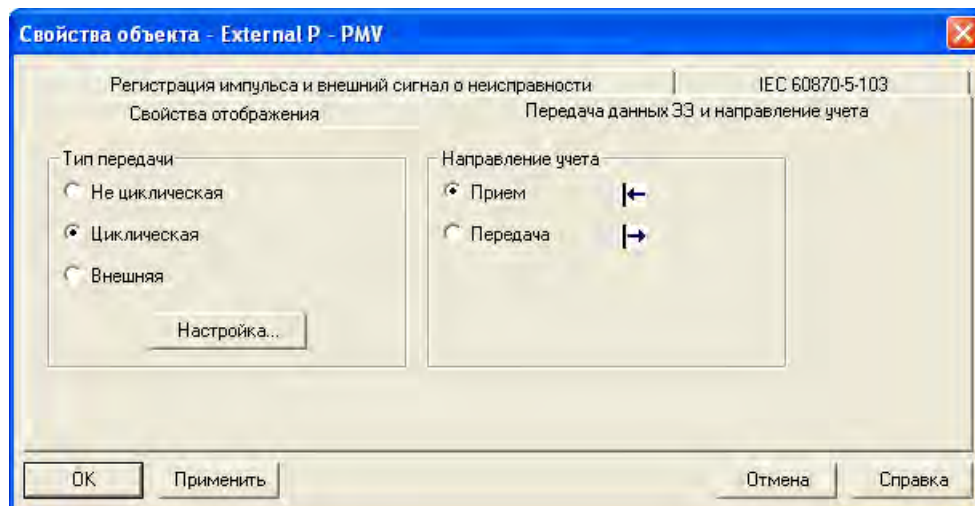 Свойства объекта - External P - PMV
Регистрация импульса и внешний сигнал о неисправности IEC 60870-5-103
Свойства отображения Передача данных ЗЗ и направление учета
Тип передачи Направление учета
Не циклическая Прием
Циклическая Передача
Внешняя
Настройка...
OK Применить Отмена Справка